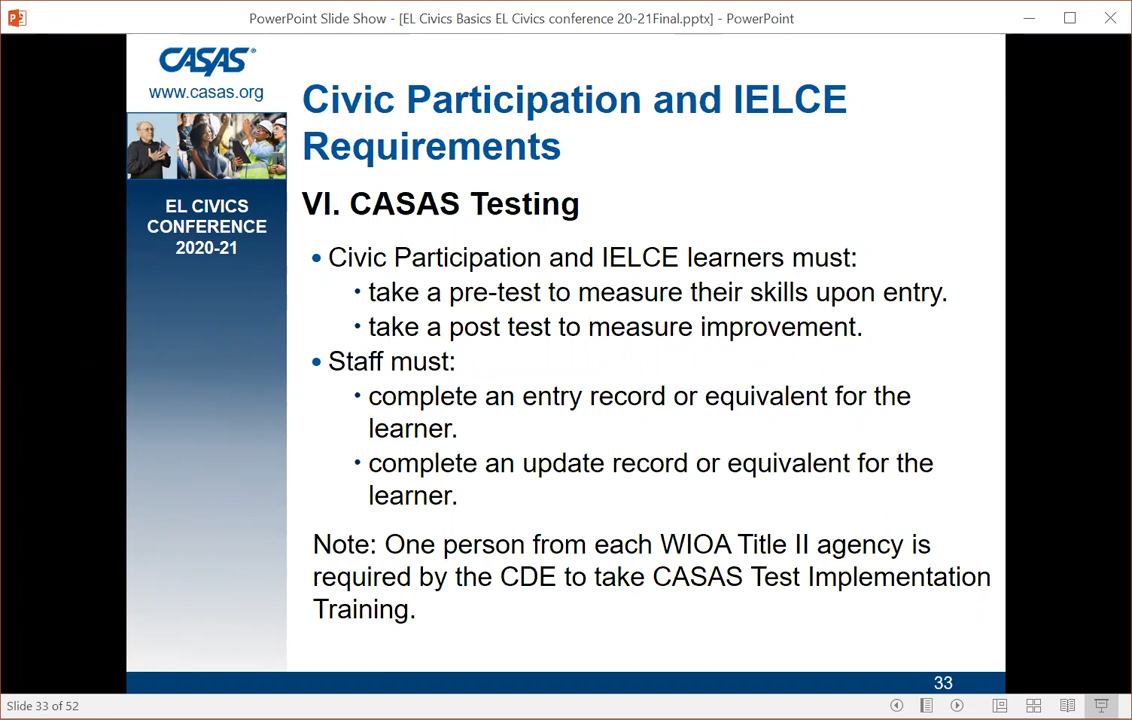 PowerPoint Slide Show - [EL Civics Basics EL Civics conference 20-21Final.pptx] - PowerPoint
CASAS®
www.casas.org
EL CIVICS
CONFERENCE
2020-21
Civic Participation and IELCE
Requirements
VI. CASAS Testing
• Civic Participation and IELCE learners must:
• take a pre-test to measure their skills upon entry.
• take a post test to measure improvement.
• Staff must:
• complete an entry record or equivalent for the
learner.
• complete an update record or equivalent for the
learner.
Note: One person from each WIOA Title II agency is
required by the CDE to take CASAS Test Implementation
Training.
33
Slide 33 of 52